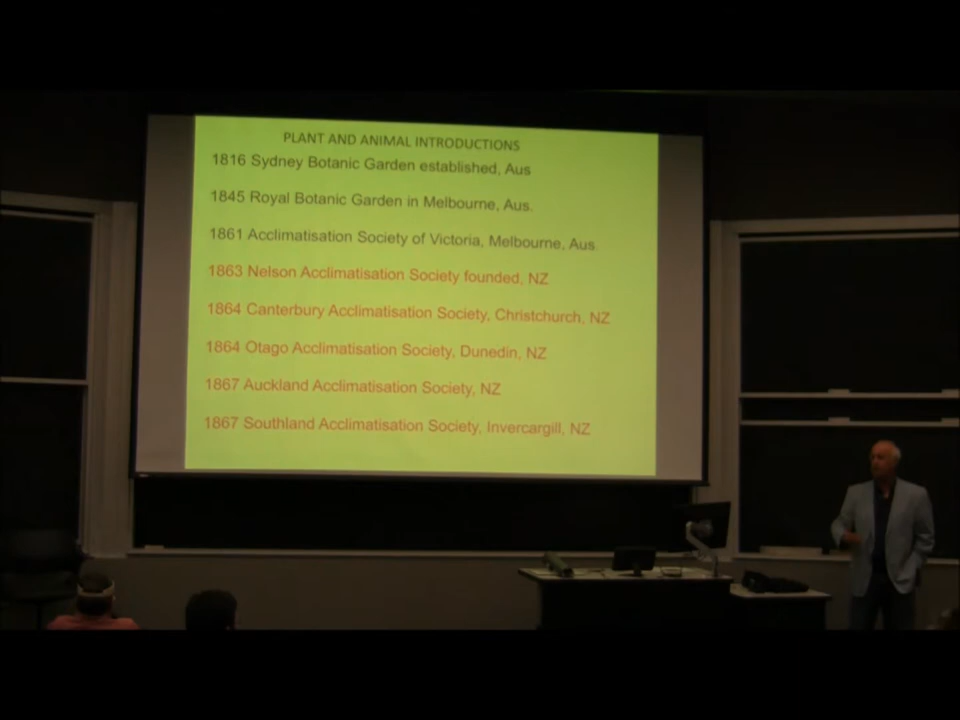 PLANT AND ANIMAL INTRODUCTIONS
1816 Sydney Botanic Garden established, Aus
1845 Royal Botanic Garden in Melbourne, Aus.
1861 Acclimatisation Society of Victoria, Melbourne, Aus
1863 Nelson Acclimatisation Society founded, NZ
1864 Canterbury Acclimatisation Society, Christchurch, NZ
1864 Otago Acclimatisation Society, Dunedin, NZ
1867 Auckland Acclimatisation Society, NZ
1867 Southland Acclimatisation Society, Invercargill, NZ